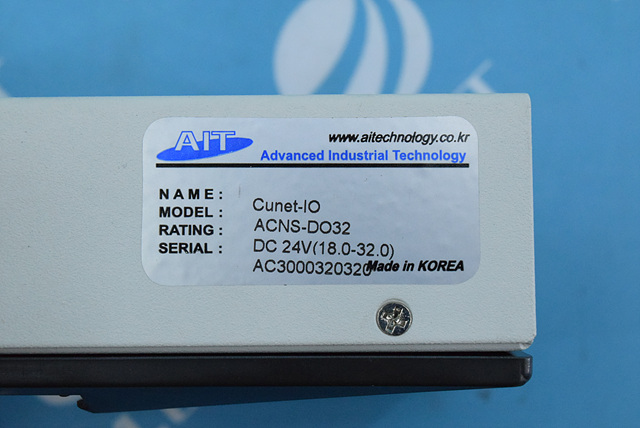 AIT
www.aitechnology.co.kr
Advanced Industrial Technology
NAME: Cunet-IO
MODEL: ACNS-DO32
RATING: DC 24V(18.0-32.0)
SERIAL: AC3000320320
Made in KOREA